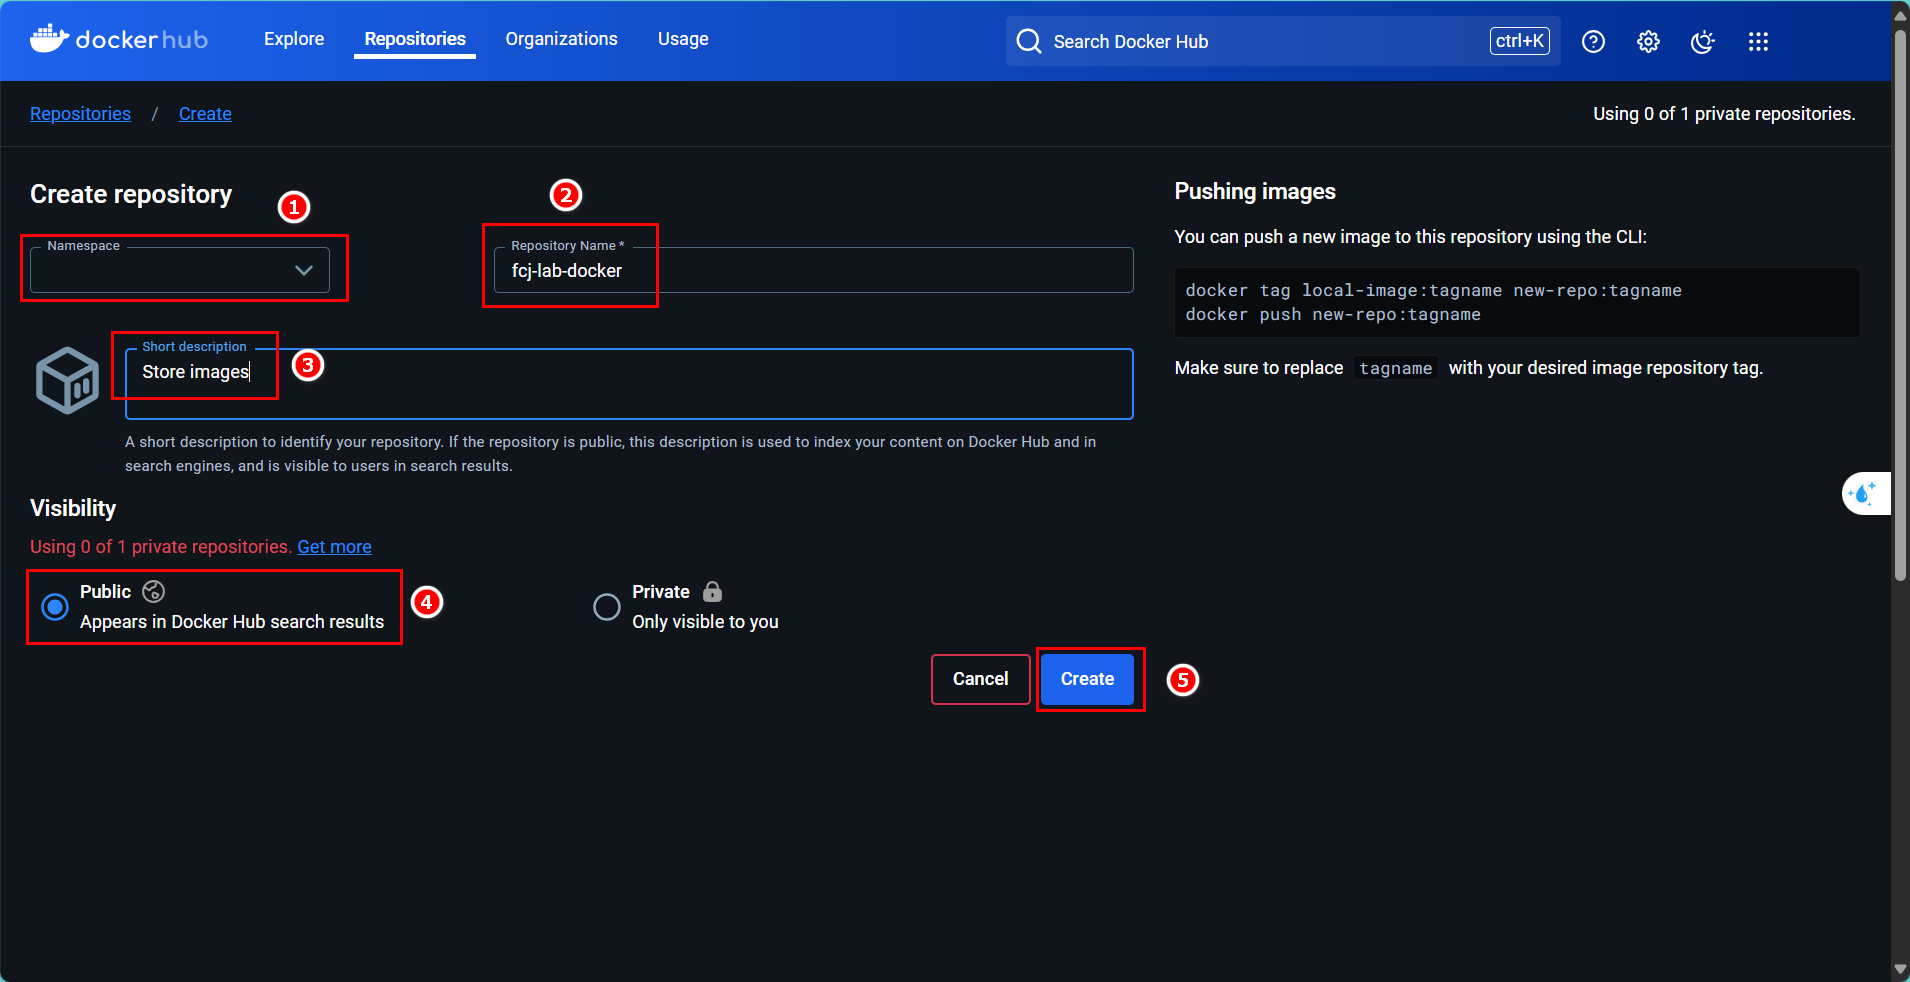 dockerhub
Explore
Repositories
Organizations
Usage
Search Docker Hub
ctrl+K
Repositories / Create
Using 0 of 1 private repositories.
Create repository
1
2
Namespace
Repository Name *
fcj-lab-docker
Short description
Store images
3
A short description to identify your repository. If the repository is public, this description is used to index your content on Docker Hub and in
search engines, and is visible to users in search results.
Visibility
Using 0 of 1 private repositories. Get more
Public
Appears in Docker Hub search results
4
Private
Only visible to you
Cancel
Create
5
Pushing images
You can push a new image to this repository using the CLI:
docker tag local-image:tagname new-repo:tagname
docker push new-repo:tagname
Make sure to replace tagname with your desired image repository tag.